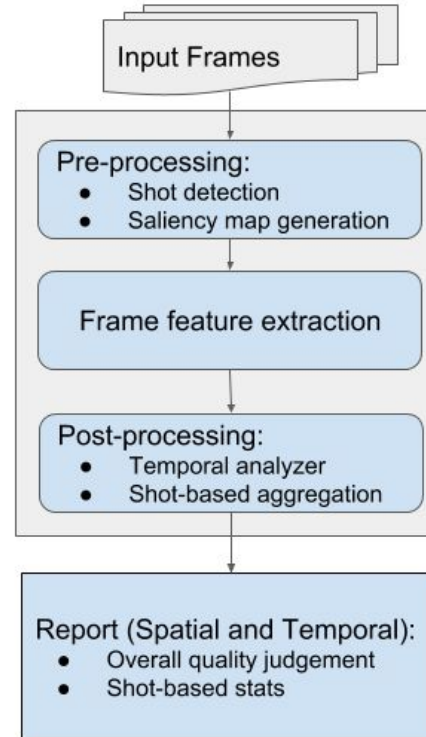 Input Frames
Pre-processing:
● Shot detection
● Saliency map generation
Frame feature extraction
Post-processing:
● Temporal analyzer
● Shot-based aggregation
Report (Spatial and Temporal):
● Overall quality judgement
● Shot-based stats